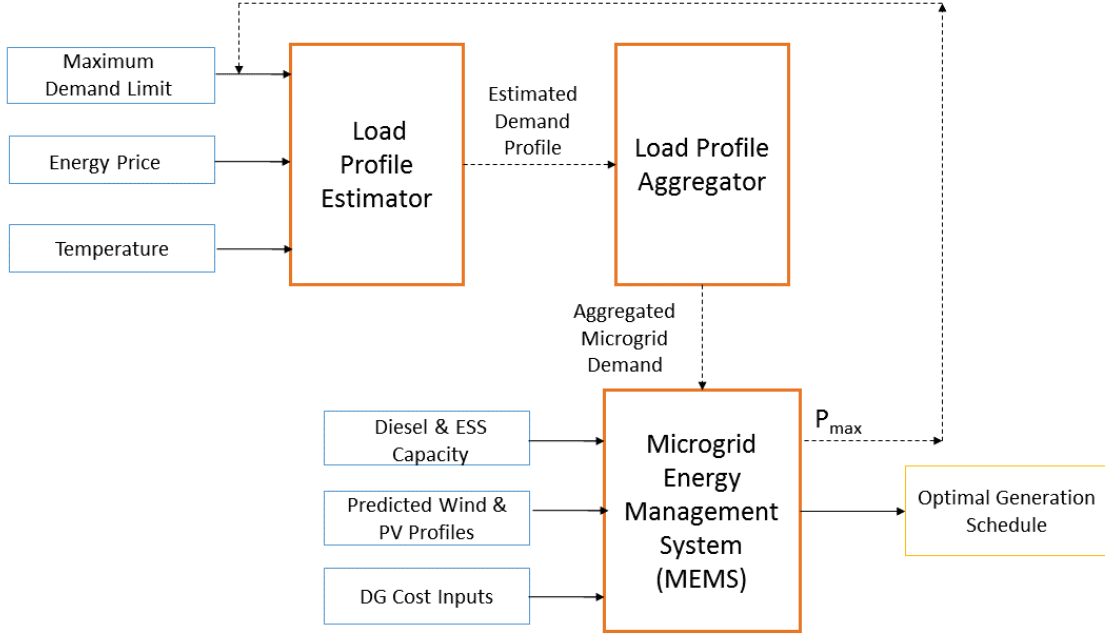 Maximum
Demand Limit
Energy Price
Temperature
Load
Profile
Estimator
Estimated
Demand
Profile
Load Profile
Aggregator
Aggregated
Microgrid
Demand
Diesel & ESS
Capacity
Predicted Wind &
PV Profiles
DG Cost Inputs
Microgrid
Energy
Management
System
(MEMS)
Pmax
Optimal Generation
Schedule